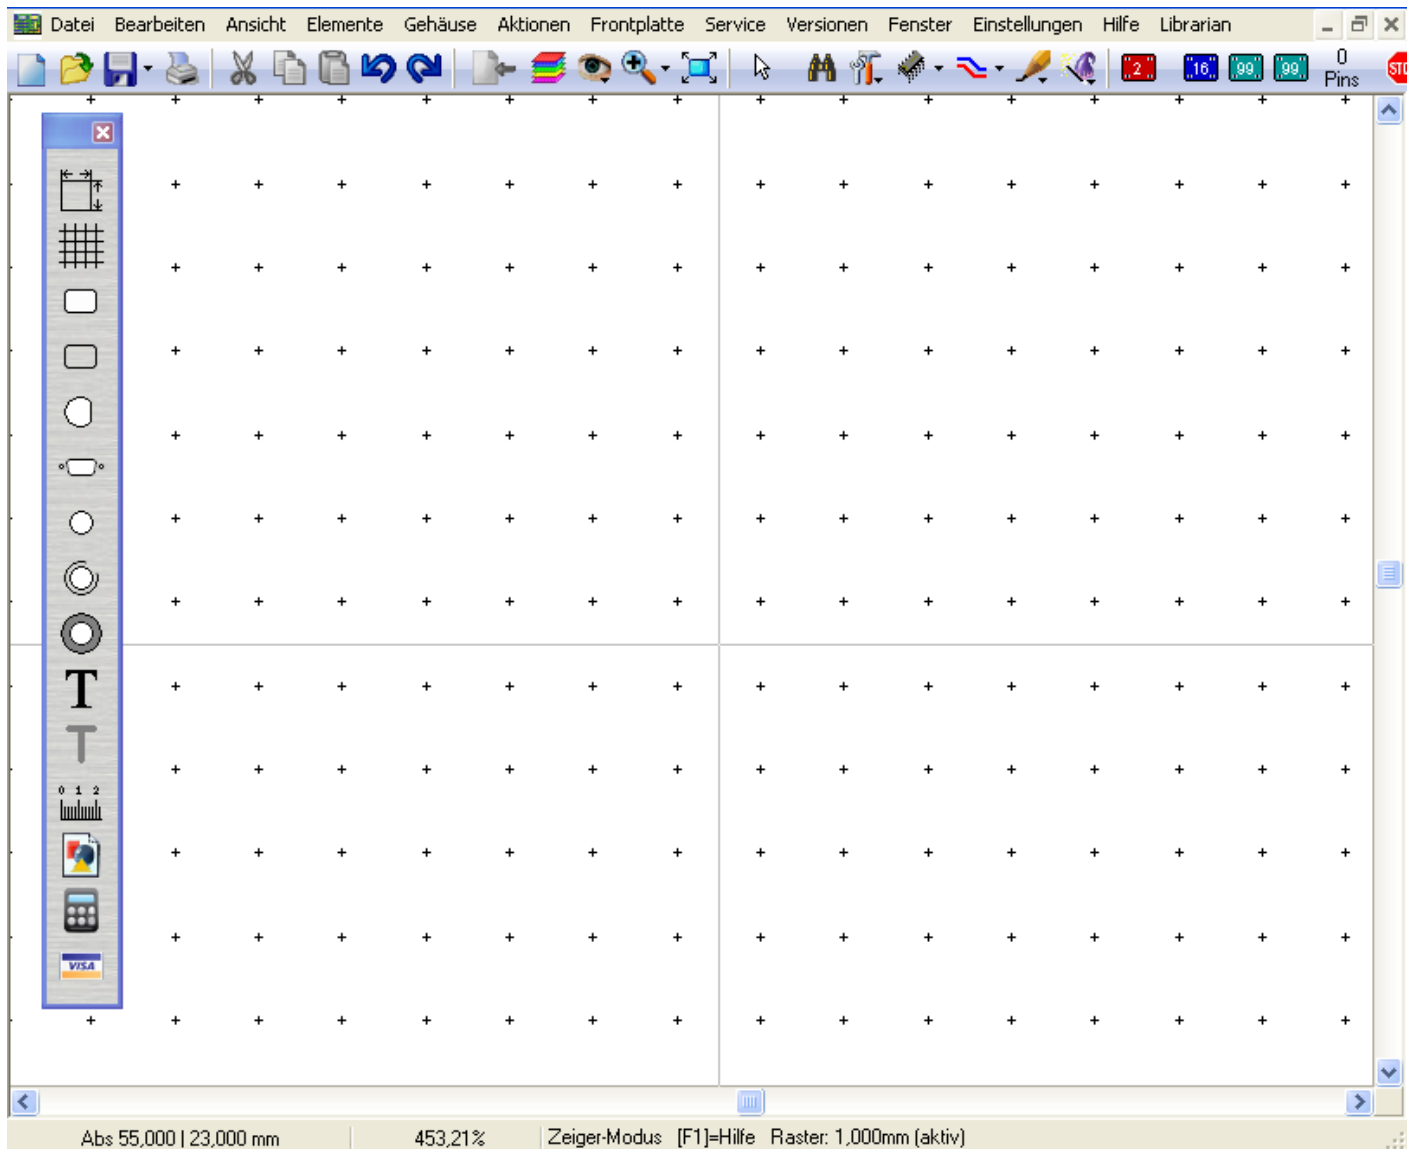 Datei Bearbeiten Ansicht Elemente Gehäuse Aktionen Frontplatte Service Versionen Fenster Einstellungen Hilfe Librarian
2 16 99 99 0 Pins
T
T
0 1 2
VISA
Abs 55,000 | 23,000 mm 453,21% Zeiger-Modus [F1]=Hilfe Raster: 1,000mm (aktiv)